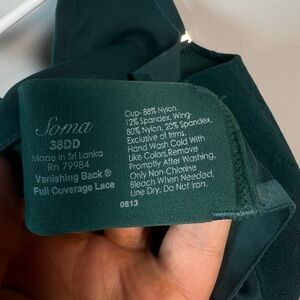 Soma
38DD
Made in Sri Lanka
Rn 79984
Vanishing Back ®
Full Coverage Lace
Cup- 88% Nylon,
12% Spandex, Wing-
80% Nylon, 20% Spandex,
Exclusive of trims.
Hand Wash Cold With
Like Colors, Remove
Promptly After Washing,
Only Non-Chlorine
Bleach When Needed,
Line Dry, Do Not Iron.
0813